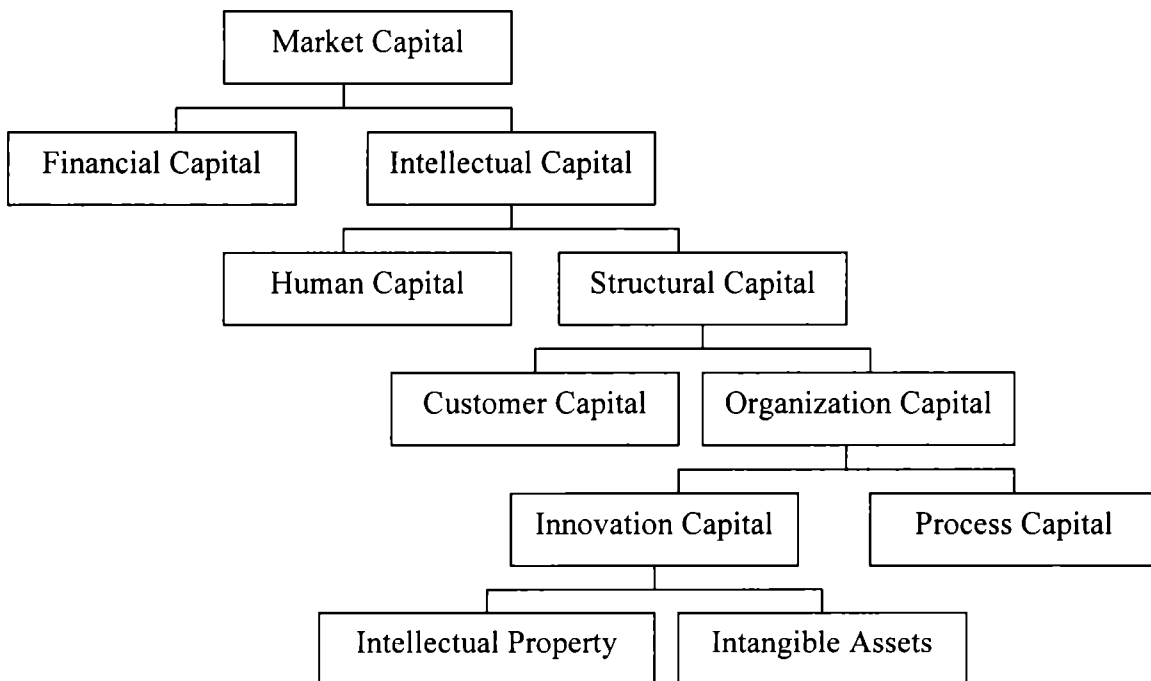 Market Capital
Financial Capital
Intellectual Capital
Human Capital
Structural Capital
Customer Capital
Organization Capital
Innovation Capital
Process Capital
Intellectual Property
Intangible Assets